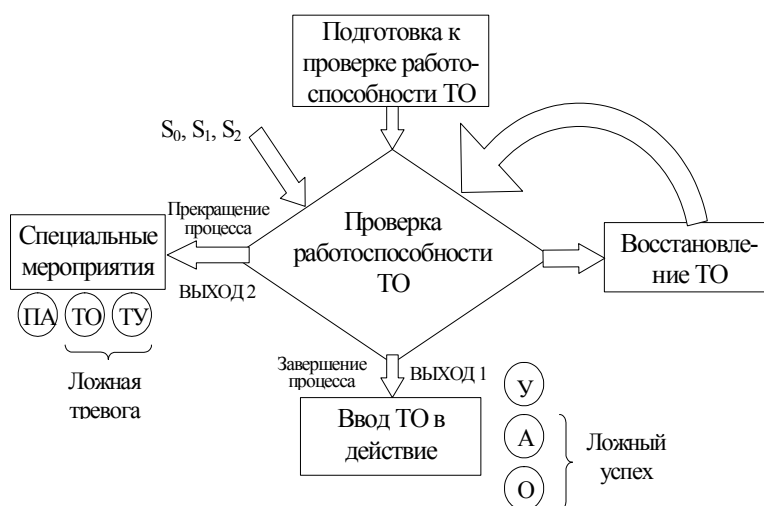 Подготовка к
проверке работо-
способности ТО
S0, S1, S2
Прекращение
процесса
Специальные
мероприятия
ВЫХОД 2
Проверка
работоспособности
ТО
Восстановле-
ние ТО
ПА ТО ТУ
Ложная
тревога
Завершение
процесса
ВЫХОД 1
Ввод ТО в
действие
У
А
О
Ложный
успех